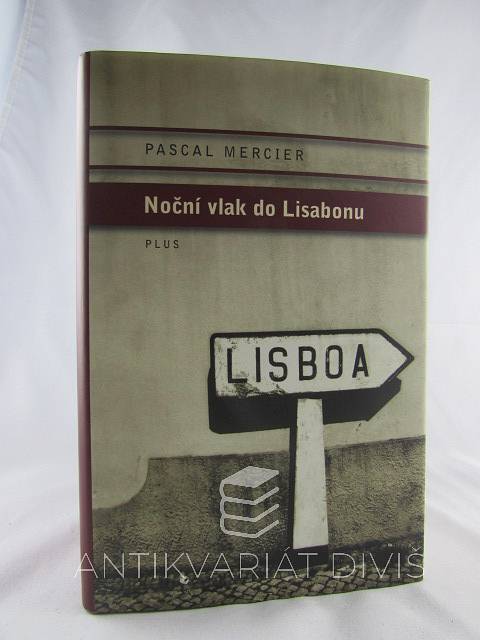 PASCAL MERCIER
Noční vlak do Lisabonu
PLUS
LISBOA
ANTIKVARIÁT DIVIŠ